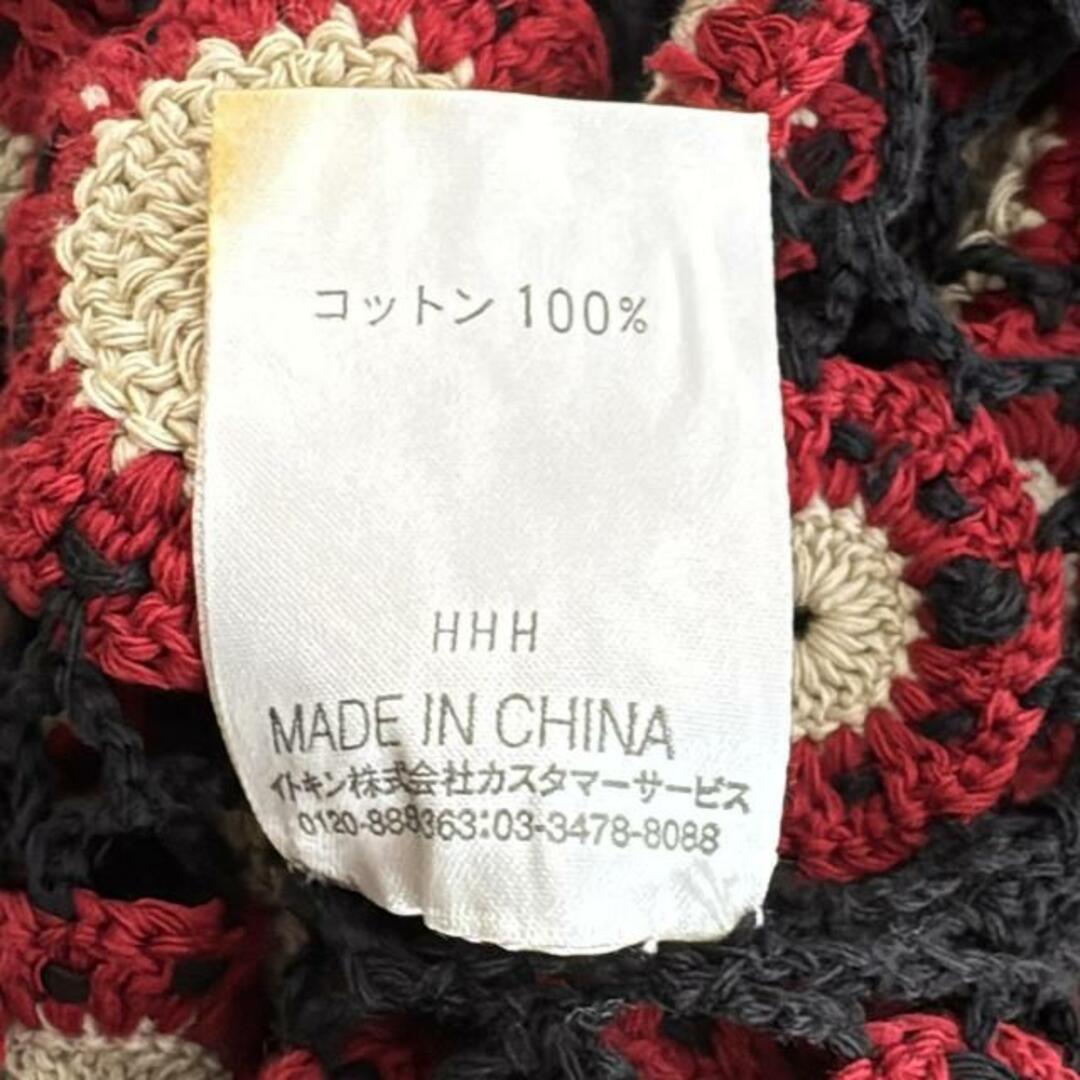 コットン 100%
HHH
MADE IN CHINA
イトキン株式会社カスタマーサービス
0120-888363:03-3478-8088